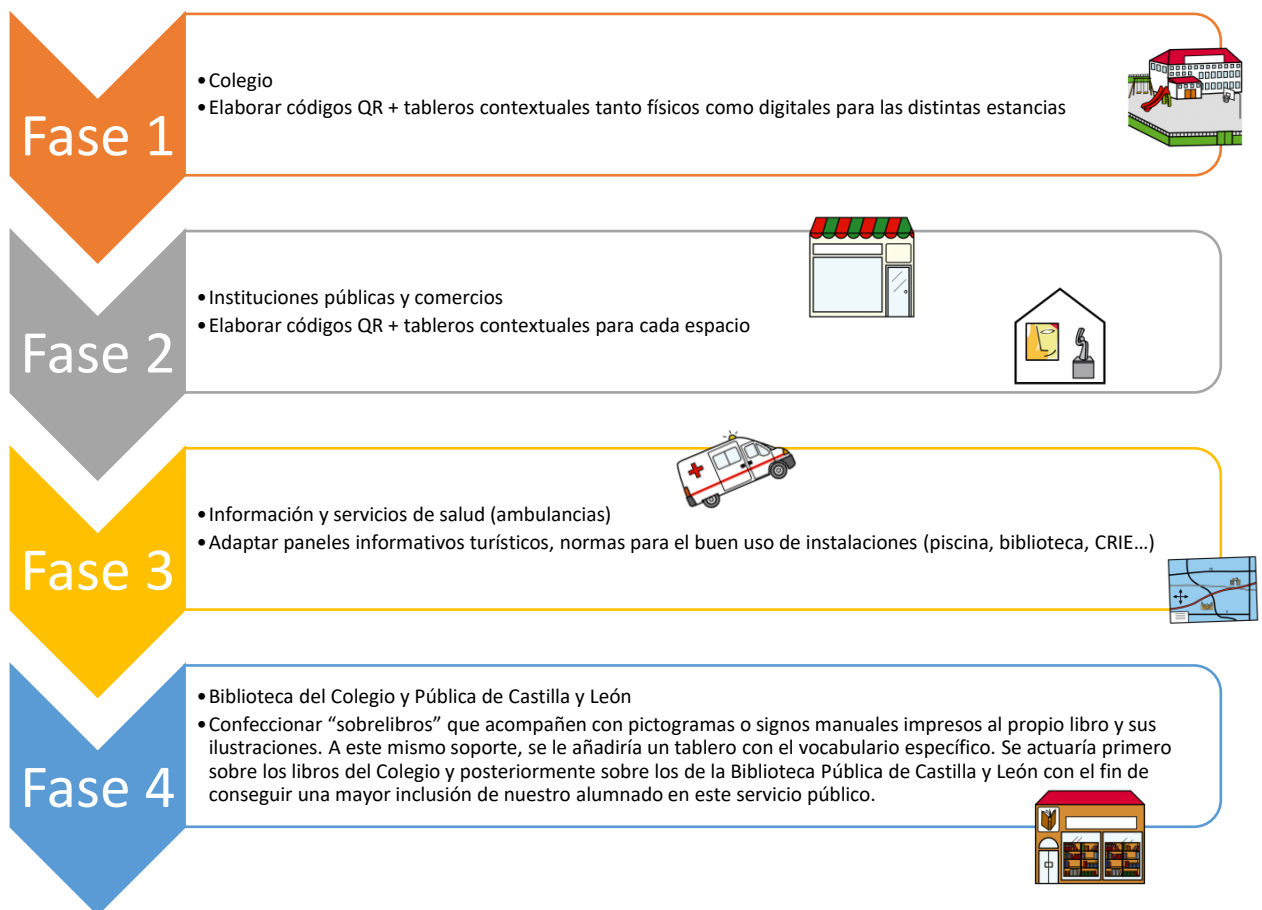 Fase 1
•Colegio
•Elaborar códigos QR + tableros contextuales tanto físicos como digitales para las distintas estancias
Fase 2
•Instituciones públicas y comercios
•Elaborar códigos QR + tableros contextuales para cada espacio
Fase 3
•Información y servicios de salud (ambulancias)
•Adaptar paneles informativos turísticos, normas para el buen uso de instalaciones (piscina, biblioteca, CRIE…)
Fase 4
•Biblioteca del Colegio y Pública de Castilla y León
•Confeccionar “sobrelibros” que acompañen con pictogramas o signos manuales impresos al propio libro y sus
ilustraciones. A este mismo soporte, se le añadiría un tablero con el vocabulario específico. Se actuaría primero
sobre los libros del Colegio y posteriormente sobre los de la Biblioteca Pública de Castilla y León con el fin de
conseguir una mayor inclusión de nuestro alumnado en este servicio público.